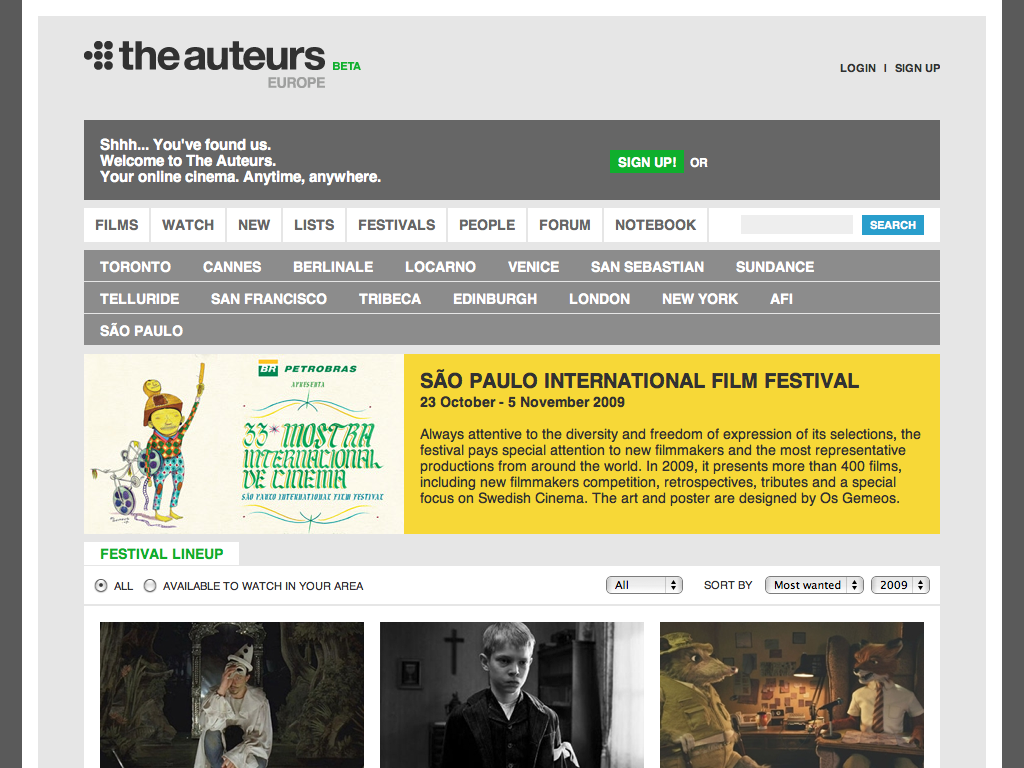 the auteurs BETA
EUROPE
LOGIN | SIGN UP
Shhh... You've found us.
Welcome to The Auteurs.
Your online cinema. Anytime, anywhere.
SIGN UP! OR
FILMS WATCH NEW LISTS FESTIVALS PEOPLE FORUM NOTEBOOK SEARCH
TORONTO CANNES BERLINALE LOCARNO VENICE SAN SEBASTIAN SUNDANCE
TELLURIDE SAN FRANCISCO TRIBECA EDINBURGH LONDON NEW YORK AFI
SÃO PAULO
BR PETROBRAS
APRESENTA
33ª MOSTRA
INTERNACIONAL
DE CINEMA
SÃO PAULO INTERNATIONAL FILM FESTIVAL
SÃO PAULO INTERNATIONAL FILM FESTIVAL
23 October - 5 November 2009
Always attentive to the diversity and freedom of expression of its selections, the
festival pays special attention to new filmmakers and the most representative
productions from around the world. In 2009, it presents more than 400 films,
including new filmmakers competition, retrospectives, tributes and a special
focus on Swedish Cinema. The art and poster are designed by Os Gemeos.
FESTIVAL LINEUP
ALL AVAILABLE TO WATCH IN YOUR AREA All SORT BY Most wanted 2009